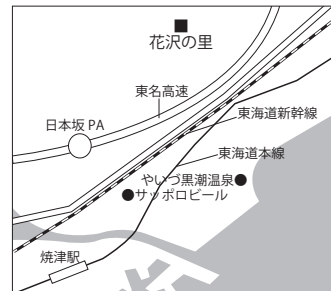 花沢の里
東名高速
日本坂 PA
東海道新幹線
東海道本線
やいづ黒潮温泉
サッポロビール
焼津駅